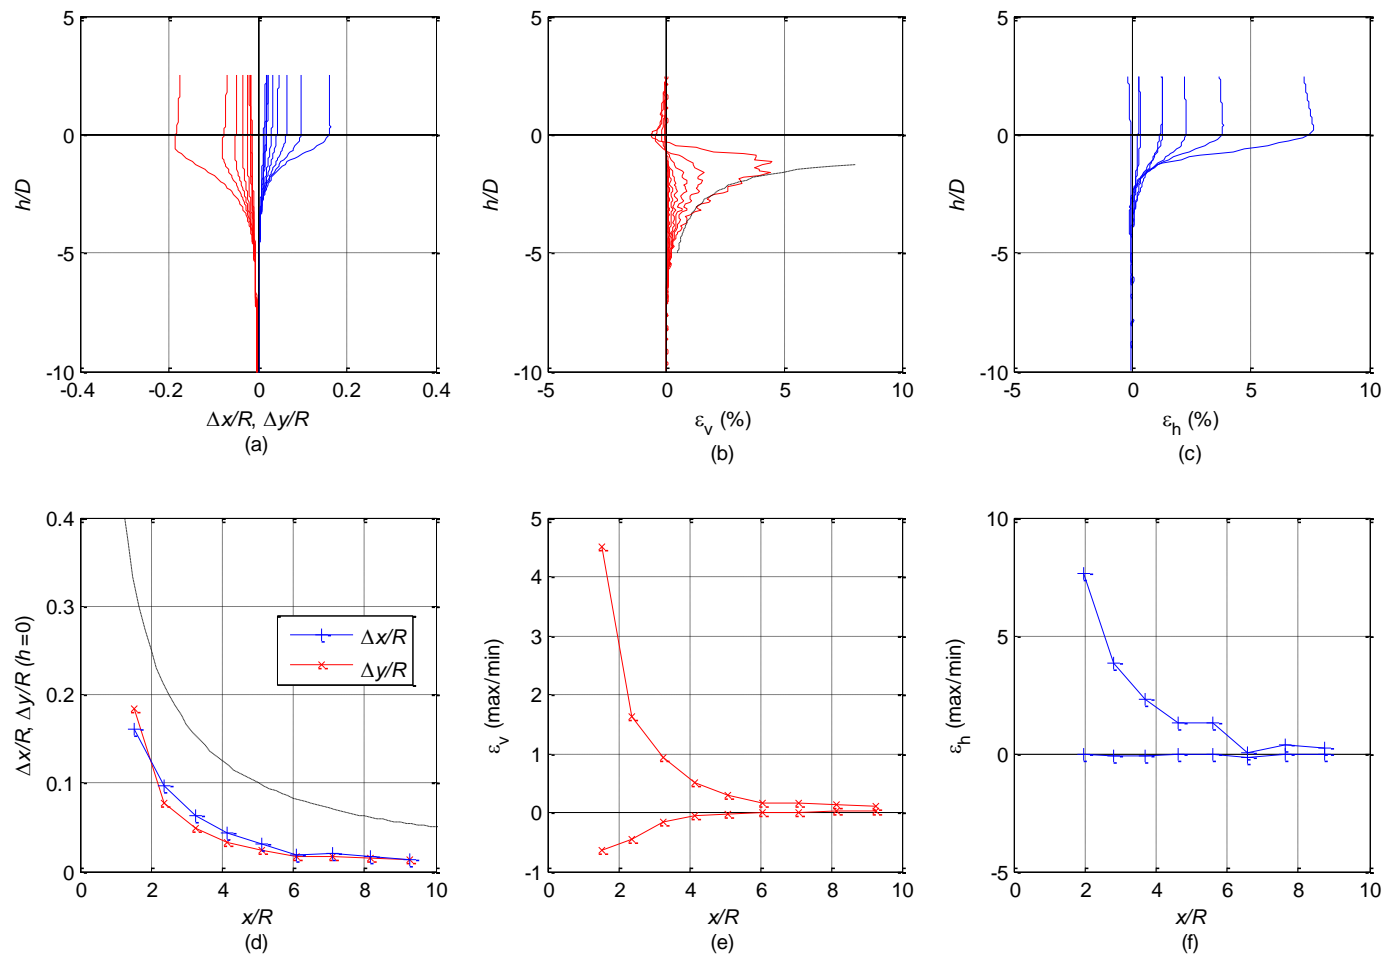 5
0
-5
-10
-0.4
-0.2
0
0.2
0.4
h/D
Δx/R, Δy/R
(a)
5
0
-5
-10
-5
0
5
10
h/D
εv (%)
(b)
5
0
-5
-10
-5
0
5
10
h/D
εh (%)
(c)
0.4
0.3
0.2
0.1
0
0
2
4
6
8
10
Δx/R, Δy/R (h=0)
Δx/R
Δy/R
x/R
(d)
5
4
3
2
1
0
-1
0
2
4
6
8
10
εv (max/min)
x/R
(e)
10
5
0
-5
0
2
4
6
8
10
εh (max/min)
x/R
(f)